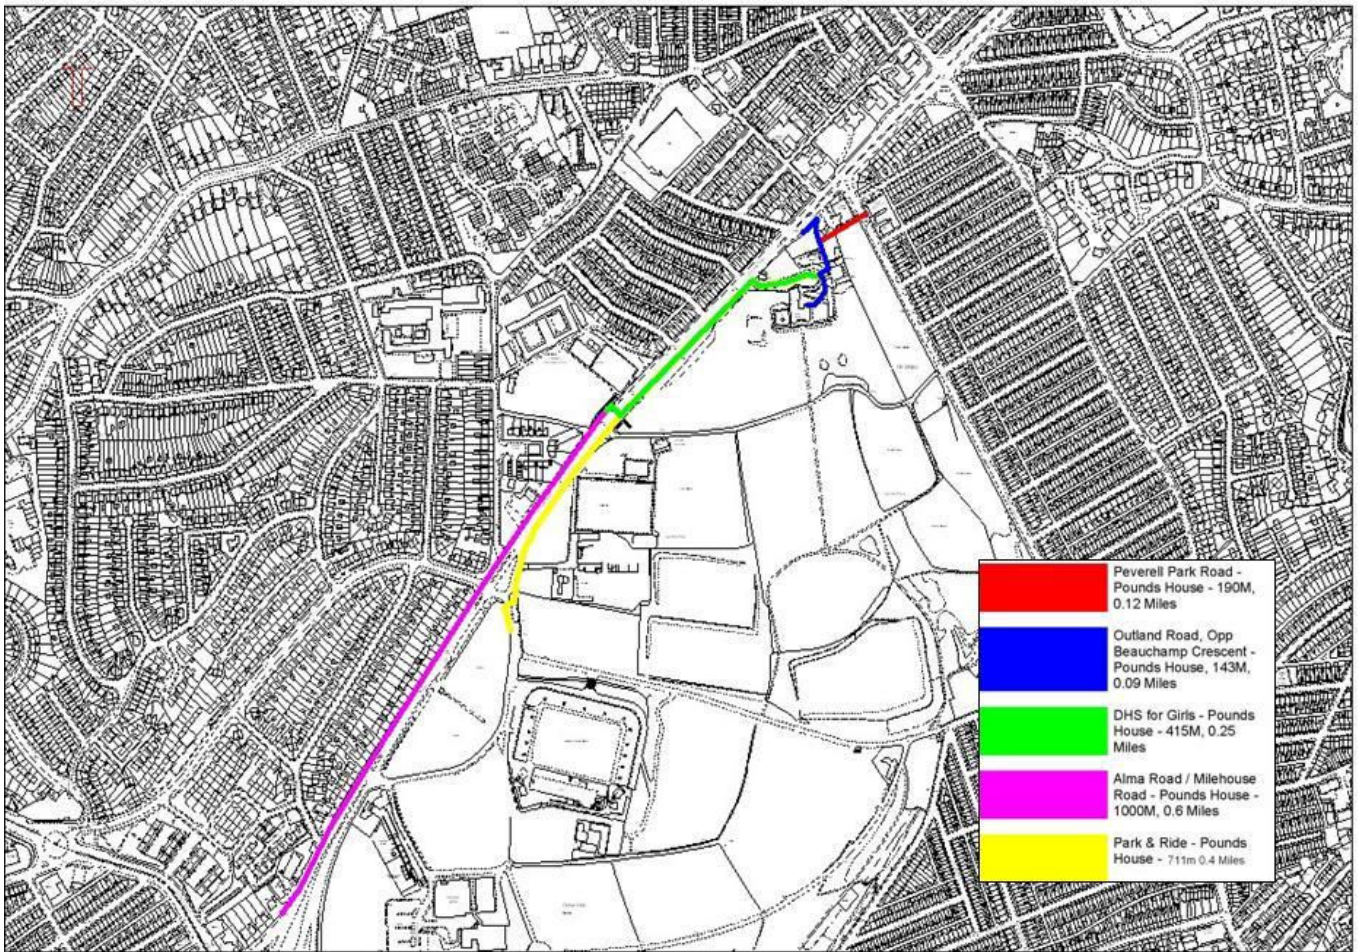 Peverell Park Road -
Pounds House - 190M,
0.12 Miles
Outland Road, Opp
Beauchamp Crescent -
Pounds House, 143M,
0.09 Miles
DHS for Girls - Pounds
House - 415M, 0.25
Miles
Alma Road / Milehouse
Road - Pounds House -
1000M, 0.6 Miles
Park & Ride - Pounds
House - 711m 0.4 Miles